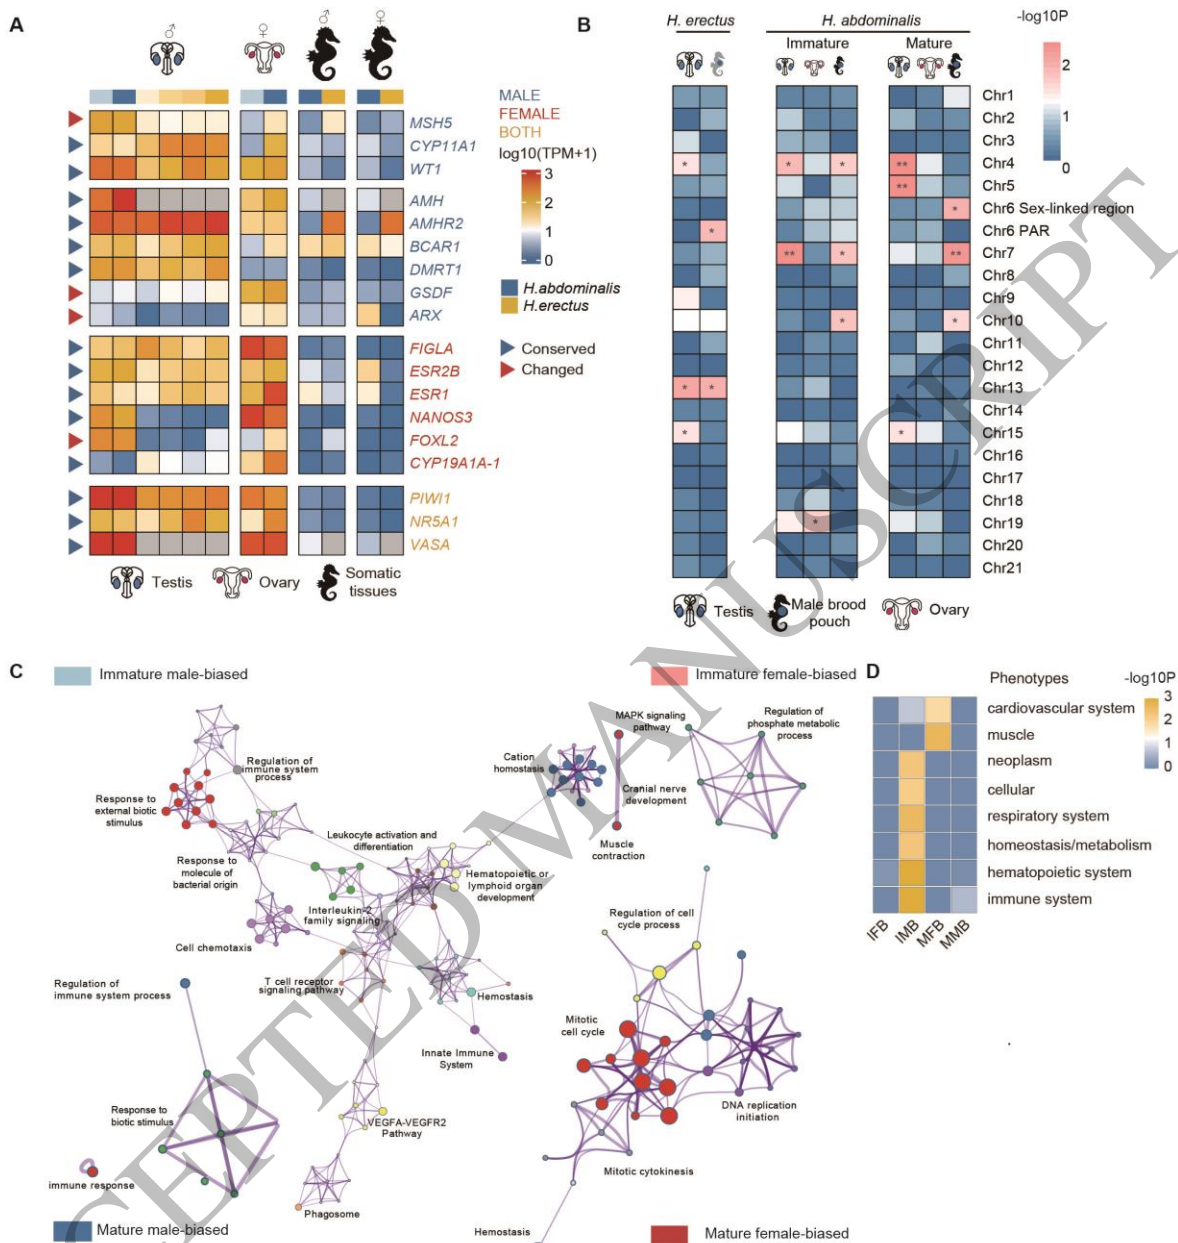 A
♂
♀
♂
♀
MALE
FEMALE
BOTH
log10(TPM+1)
3
2
1
0
H.abdominalis
H.erectus
Conserved
Changed
MSH5
CYP11A1
WT1
AMH
AMHR2
BCAR1
DMRT1
GSDF
ARX
FIGLA
ESR2B
ESR1
NANOS3
FOXL2
CYP19A1A-1
PIWI1
NR5A1
VASA
Testis
Ovary
Somatic
tissues
B
H. erectus
H. abdominalis
Immature
Mature
-log10P
2
1
0
Chr1
Chr2
Chr3
* * * ** Chr4
** Chr5
* Chr6 Sex-linked region
* Chr6 PAR
** * ** Chr7
Chr8
Chr9
* * Chr10
Chr11
Chr12
* * Chr13
Chr14
* * Chr15
Chr16
Chr17
Chr18
* Chr19
Chr20
Chr21
Testis
Male brood
pouch
Ovary
C
Immature male-biased
Immature female-biased
Regulation of
immune system
process
Response to
external biotic
stimulus
Leukocyte activation and
differentiation
Response to
molecule of
bacterial origin
Hematopoietic or
lymphoid organ
development
Interleukin-2
family signaling
Cell chemotaxis
T cell receptor
signaling pathway
Hemostasis
Innate Immune
System
VEGFA-VEGFR2
Pathway
Phagosome
Cation
homostasis
MAPK signaling
pathway
Cranial nerve
development
Muscle
contraction
Regulation of
phosphate metabolic
process
Regulation of
immune system process
Response to
biotic stimulus
immune response
Mature male-biased
Regulation of cell
cycle process
Mitotic
cell cycle
DNA replication
initiation
Mitotic cytokinesis
Hemostasis
Mature female-biased
D
Phenotypes
-log10P
3
2
1
0
cardiovascular system
muscle
neoplasm
cellular
respiratory system
homeostasis/metabolism
hematopoietic system
immune system
IFB
IMB
MFB
MMB
CEPTED MANUSCRIPT